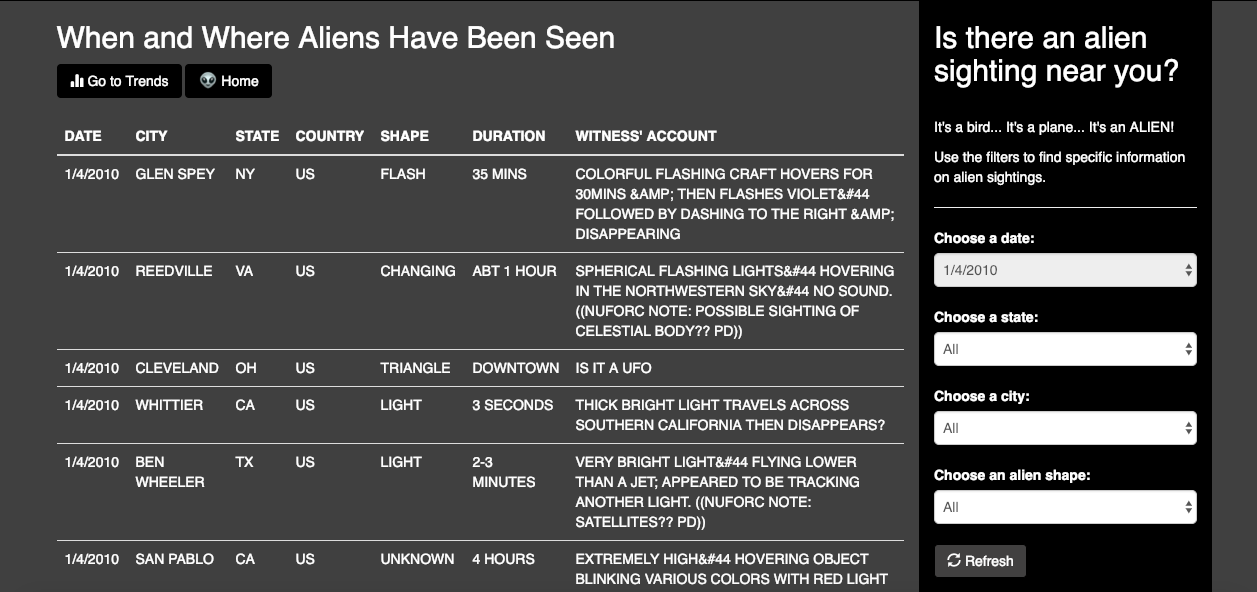 When and Where Aliens Have Been Seen
Go to Trends Home
DATE CITY STATE COUNTRY SHAPE DURATION WITNESS' ACCOUNT
1/4/2010 GLEN SPEY NY US FLASH 35 MINS COLORFUL FLASHING CRAFT HOVERS FOR
30MINS &AMP; THEN FLASHES VIOLET&#44
FOLLOWED BY DASHING TO THE RIGHT &AMP;
DISAPPEARING
1/4/2010 REEDVILLE VA US CHANGING ABT 1 HOUR SPHERICAL FLASHING LIGHTS&#44 HOVERING
IN THE NORTHWESTERN SKY&#44 NO SOUND.
((NUFORC NOTE: POSSIBLE SIGHTING OF
CELESTIAL BODY?? PD))
1/4/2010 CLEVELAND OH US TRIANGLE DOWNTOWN IS IT A UFO
1/4/2010 WHITTIER CA US LIGHT 3 SECONDS THICK BRIGHT LIGHT TRAVELS ACROSS
SOUTHERN CALIFORNIA THEN DISAPPEARS?
1/4/2010 BEN TX US LIGHT 2-3 VERY BRIGHT LIGHT&#44 FLYING LOWER
WHEELER MINUTES THAN A JET; APPEARED TO BE TRACKING
ANOTHER LIGHT. ((NUFORC NOTE:
SATELLITES?? PD))
1/4/2010 SAN PABLO CA US UNKNOWN 4 HOURS EXTREMELY HIGH&#44 HOVERING OBJECT
BLINKING VARIOUS COLORS WITH RED LIGHT
Is there an alien
sighting near you?
It's a bird... It's a plane... It's an ALIEN!
Use the filters to find specific information
on alien sightings.
Choose a date:
1/4/2010
Choose a state:
All
Choose a city:
All
Choose an alien shape:
All
Refresh